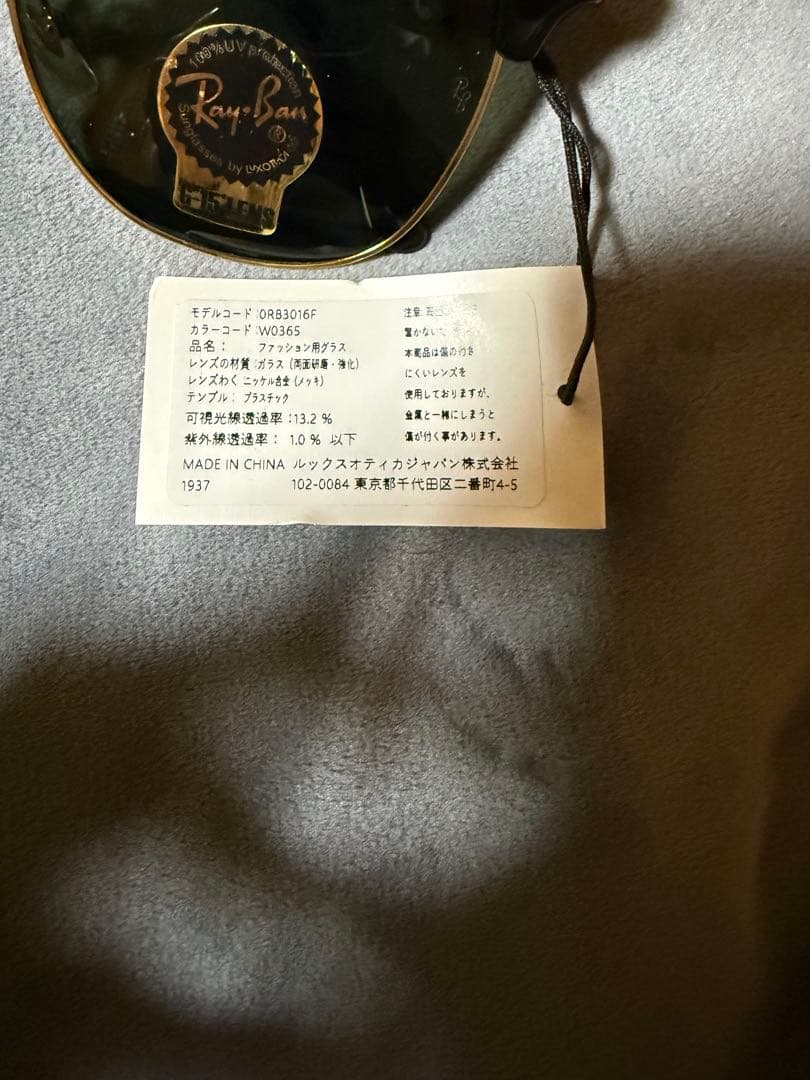 100% UV protection
Ray-Ban
Sunglasses by LUXOTTICA
G-15 LENS
モデルコード:0RB3016F
カラーコード:W0365
品名: ファッション用グラス
レンズの材質:ガラス(両面研磨・強化)
レンズわく ニッケル合金(メッキ)
テンプル: プラスチック
可視光線透過率:13.2 %
紫外線透過率: 1.0 % 以下
注意:
置かないで
本商品は傷の付き
にくいレンズを
使用しておりますが、
金属と一緒にしまうと
傷が付く事があります。
MADE IN CHINA ルックスオティカジャパン株式会社
1937 102-0084 東京都千代田区二番町4-5